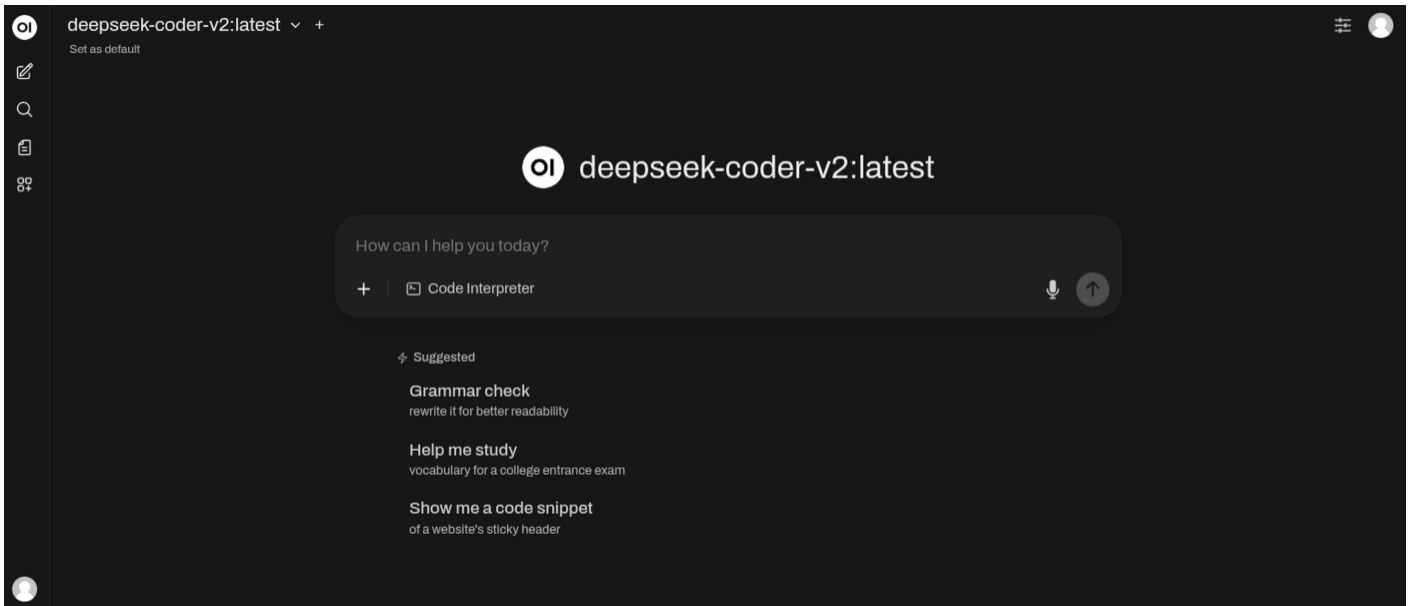 OI
deepseek-coder-v2:latest
Set as default
OI deepseek-coder-v2:latest
How can I help you today?
Code Interpreter
Suggested
Grammar check
rewrite it for better readability
Help me study
vocabulary for a college entrance exam
Show me a code snippet
of a website's sticky header